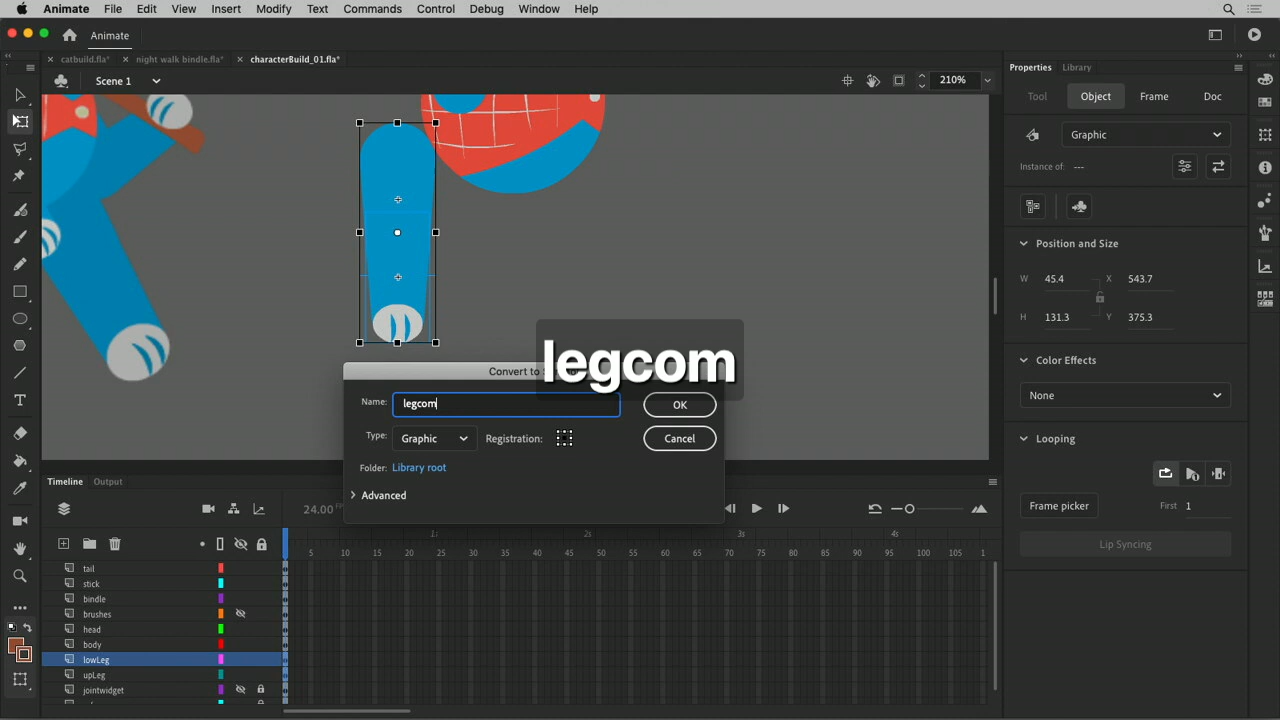 Animate File Edit View Insert Modify Text Commands Control Debug Window Help
Animate
catbuild.fla* night walk bindle.fla* characterBuild_01.fla*
Scene 1 210%
Properties Library
Tool Object Frame Doc
Graphic
Instance of: ---
Position and Size
W 45.4 X 543.7
H 131.3 Y 375.3
Color Effects
None
Looping
Frame picker First 1
Lip Syncing
Convert to S
legcom
Name: legcom OK
Type: Graphic Registration: Cancel
Folder: Library root
Advanced
Timeline Output
24.00
1s 2s 3s 4s
5 10 15 20 25 30 35 40 45 50 55 60 65 70 75 80 85 90 95 100 105 1
tail
stick
bindle
brushes
head
body
lowLeg
upLeg
jointwidget